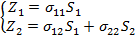 Z₁ = σ₁₁S₁
Z₂ = σ₁₂S₁ + σ₂₂S₂